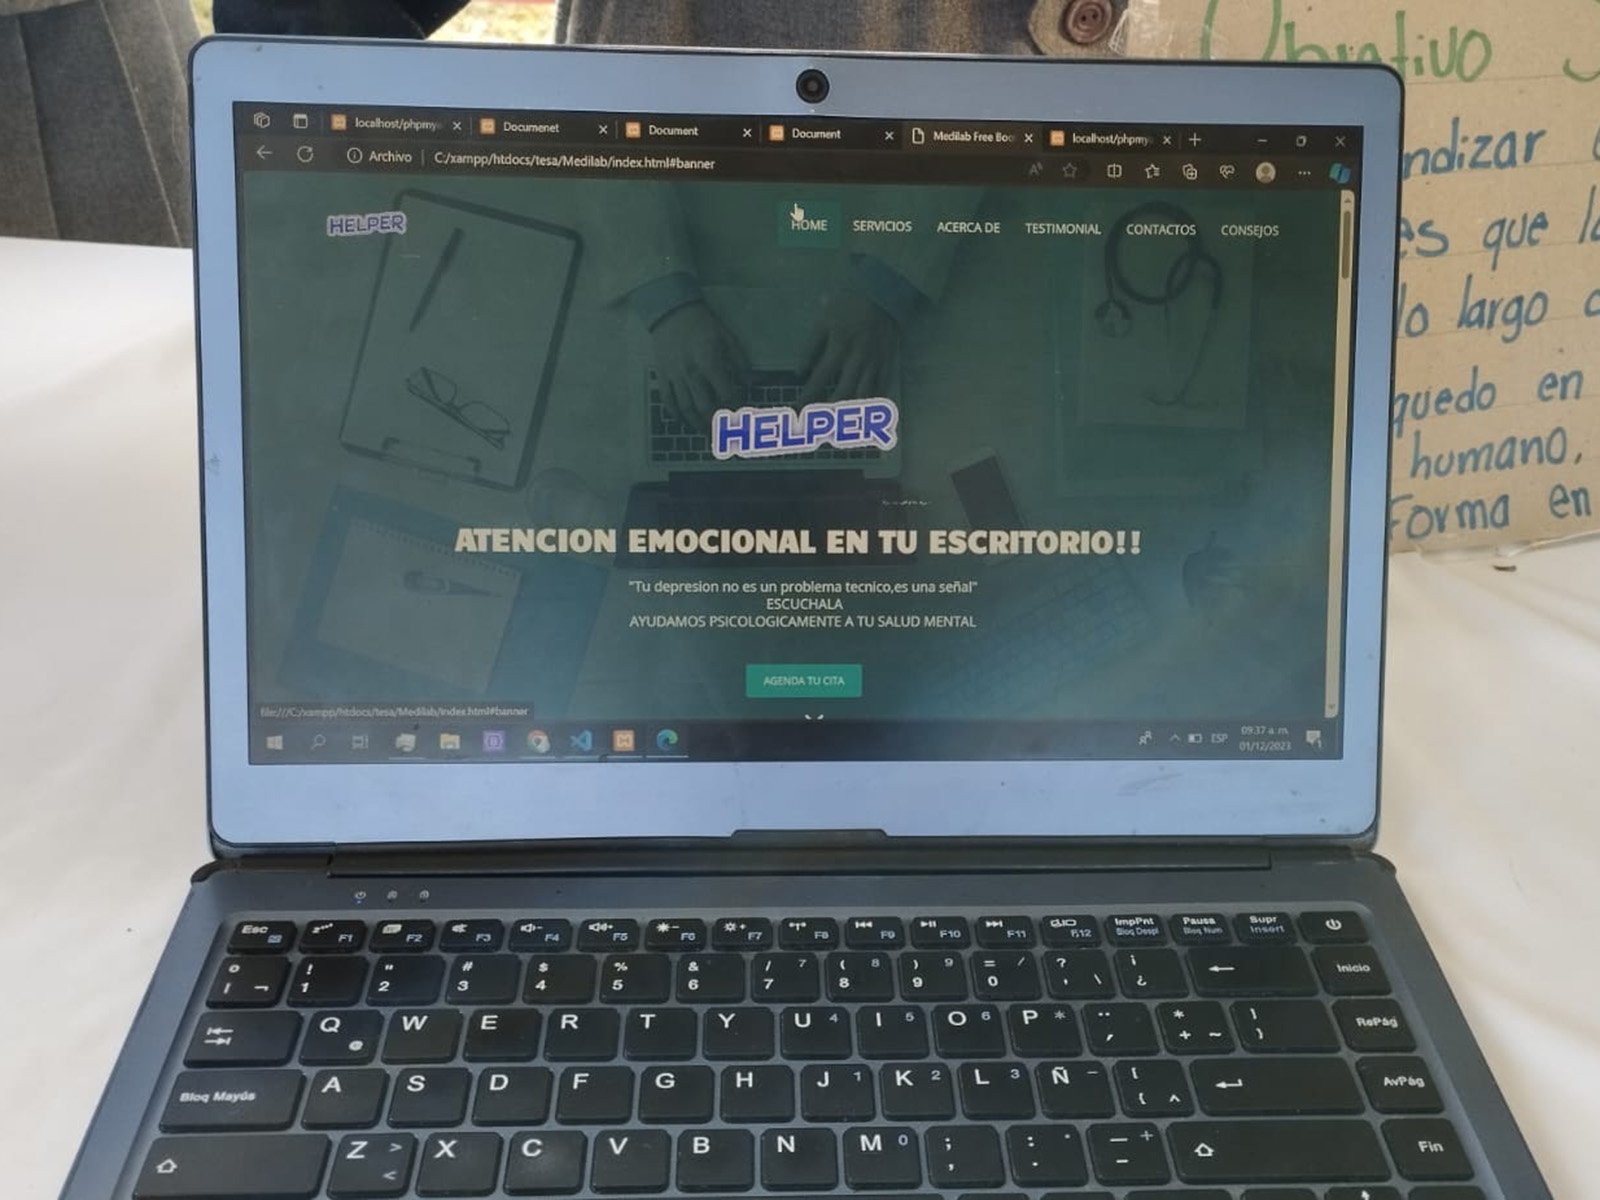 localhost/phpmy
Documenet
Document
Document
Medilab Free Boo
localhost/phpmy
Archivo
C:/xampp/htdocs/tesa/Medilab/index.html#banner
HELPER
HOME
SERVICIOS
ACERCA DE
TESTIMONIAL
CONTACTOS
CONSEJOS
HELPER
ATENCION EMOCIONAL EN TU ESCRITORIO!!
"Tu depresion no es un problema tecnico,es una señal"
ESCUCHALA
AYUDAMOS PSICOLOGICAMENTE A TU SALUD MENTAL
AGENDA TU CITA
file:///C:/xampp/htdocs/tesa/Medilab/index.html#banner
ESP
09:37 a. m.
01/12/2023
Objetivo
ndizar
es que la
lo largo
quedo en
humano.
Forma en
Esc F1 F2 F3 F4 F5 F6 F7 F8 F9 F10 F11 F12 ImpPnt Bloq Despl Pausa Bloq Num Supr Insert
° | ¬ ! 1 " 2 # 3 $ 4 % 5 & 6 / 7 7 ( 8 8 ) 9 9 = 0 / ? ' \ ¡ ¿ Inicio
Q @ W E R T Y U 4 I 5 O 6 P * ¨ ´ * + ~ ] } RePág
Bloq Mayús A S D F G H J 1 K 2 L 3 Ñ - [ { ^ AvPág
Z > < X C V B N M 0 ; , : . . — + – Fin